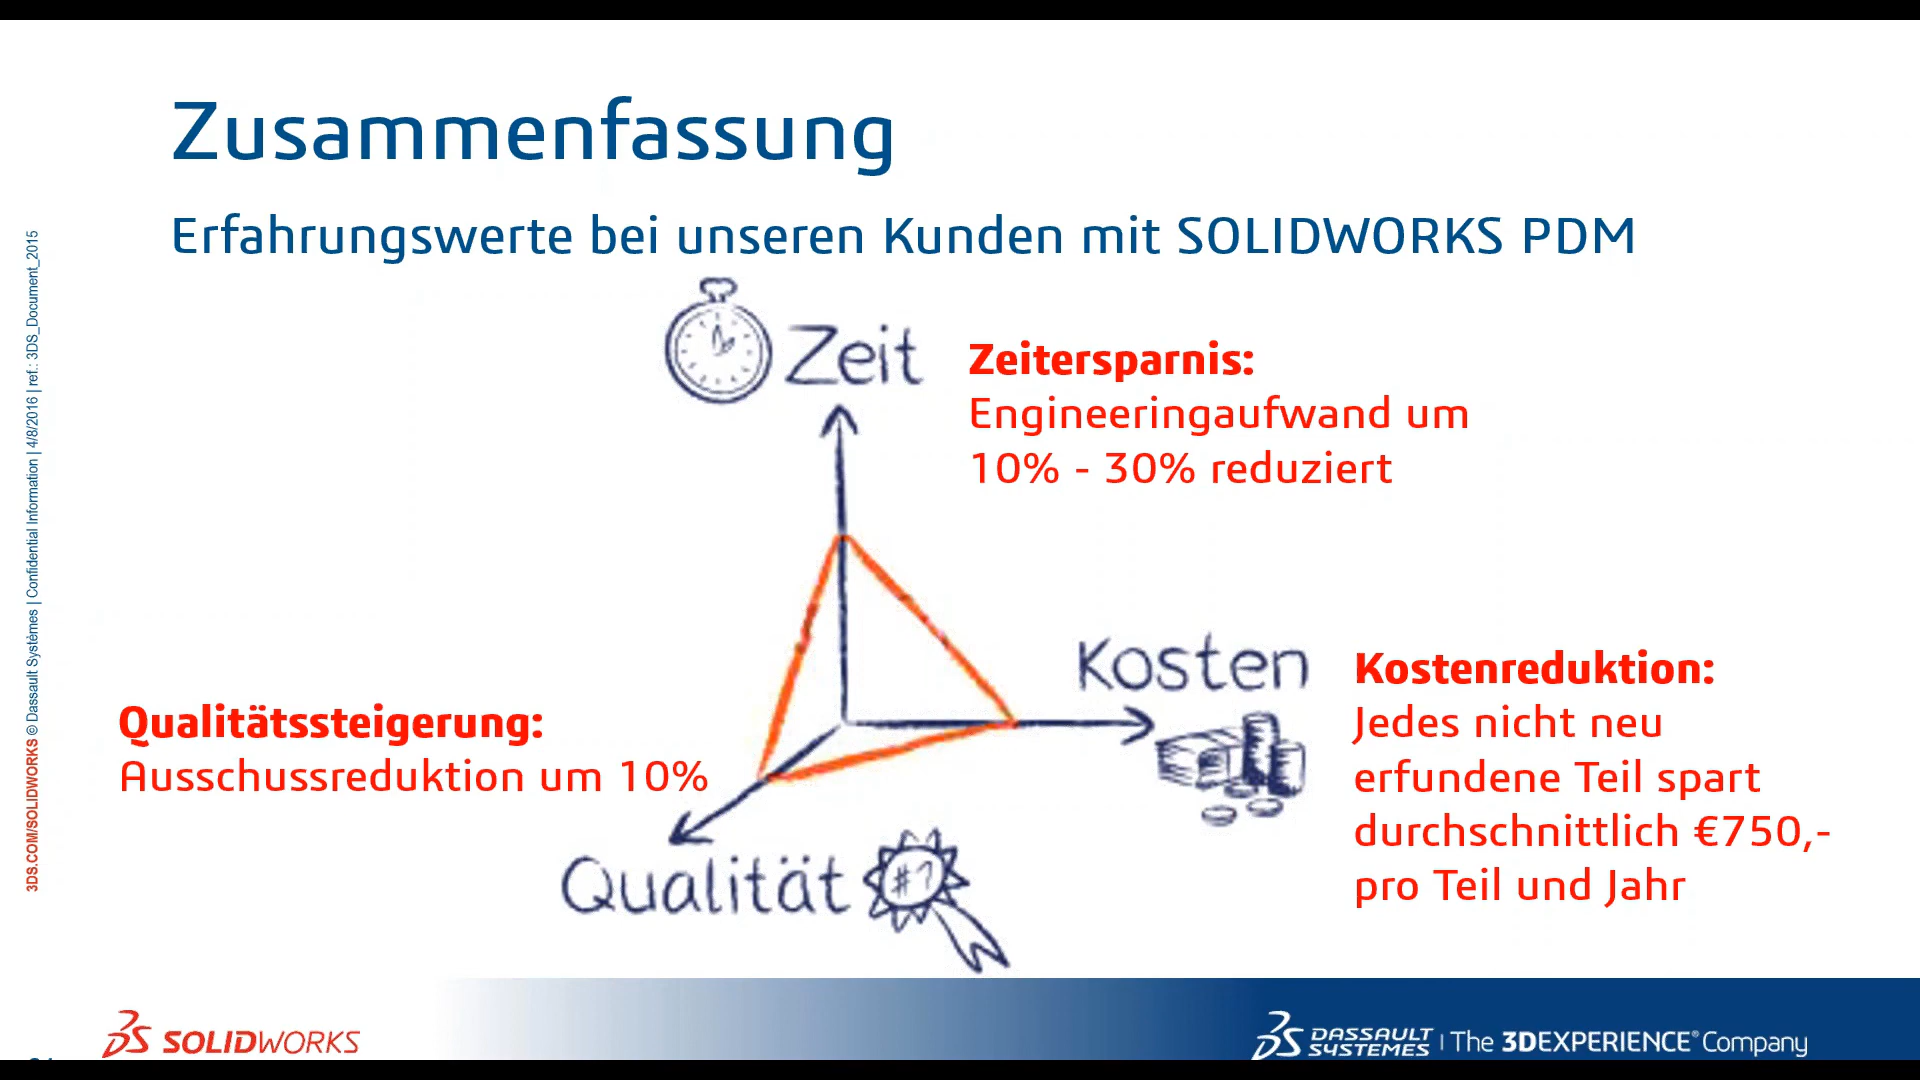 Zusammenfassung
Erfahrungswerte bei unseren Kunden mit SOLIDWORKS PDM
Zeit
Zeitersparnis:
Engineeringaufwand um
10% - 30% reduziert
Kosten
Kostenreduktion:
Jedes nicht neu
erfundene Teil spart
durchschnittlich €750,-
pro Teil und Jahr
Qualitätssteigerung:
Ausschussreduktion um 10%
Qualität
#1
3DS.COM/SOLIDWORKS © Dassault Systèmes | Confidential Information | 4/8/2016 | ref.: 3DS_Document_2015
SOLIDWORKS
DASSAULT SYSTEMES | The 3DEXPERIENCE® Company